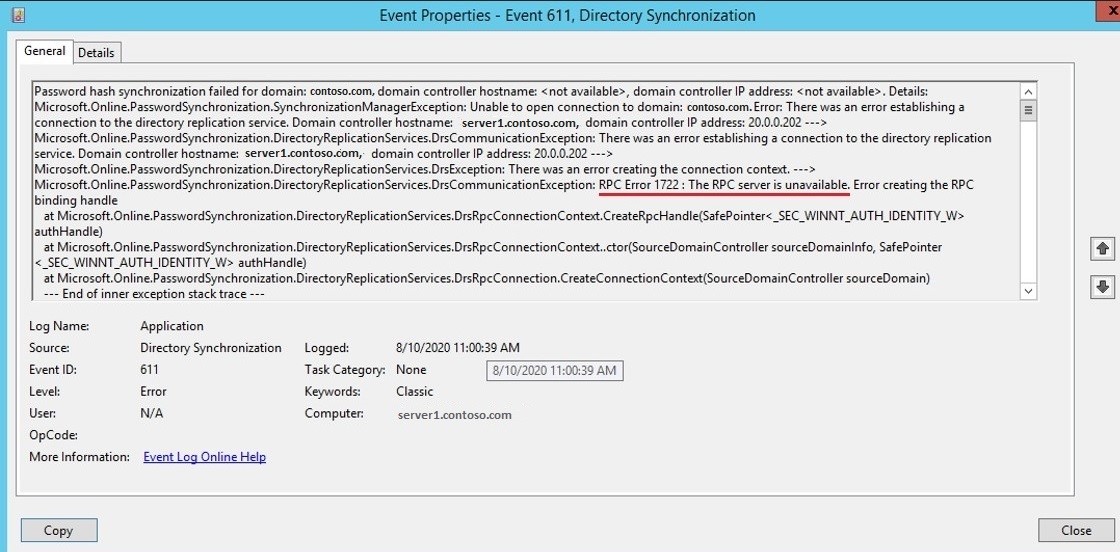 Event Properties - Event 611, Directory Synchronization
X
General
Details
Password hash synchronization failed for domain: contoso.com, domain controller hostname: <not available>, domain controller IP address: <not available>. Details:
Microsoft.Online.PasswordSynchronization.SynchronizationManagerException: Unable to open connection to domain: contoso.com. Error: There was an error establishing a
connection to the directory replication service. Domain controller hostname: server1.contoso.com, domain controller IP address: 20.0.0.202 --->
Microsoft.Online.PasswordSynchronization.DirectoryReplicationServices.DrsCommunicationException: There was an error establishing a connection to the directory replication
service. Domain controller hostname: server1.contoso.com, domain controller IP address: 20.0.0.202 --->
Microsoft.Online.PasswordSynchronization.DirectoryReplicationServices.DrsException: There was an error creating the connection context. --->
Microsoft.Online.PasswordSynchronization.DirectoryReplicationServices.DrsCommunicationException: RPC Error 1722 : The RPC server is unavailable. Error creating the RPC
binding handle
at Microsoft.Online.PasswordSynchronization.DirectoryReplicationServices.DrsRpcConnectionContext.CreateRpcHandle(SafePointer<_SEC_WINNT_AUTH_IDENTITY_W>
authHandle)
at Microsoft.Online.PasswordSynchronization.DirectoryReplicationServices.DrsRpcConnectionContext..ctor(SourceDomainController sourceDomainInfo, SafePointer
<_SEC_WINNT_AUTH_IDENTITY_W> authHandle)
at Microsoft.Online.PasswordSynchronization.DirectoryReplicationServices.DrsRpcConnection.CreateConnectionContext(SourceDomainController sourceDomain)
--- End of inner exception stack trace ---
Log Name: Application
Source: Directory Synchronization Logged: 8/10/2020 11:00:39 AM
Event ID: 611 Task Category: None 8/10/2020 11:00:39 AM
Level: Error Keywords: Classic
User: N/A Computer: server1.contoso.com
OpCode:
More Information: Event Log Online Help
Copy
Close